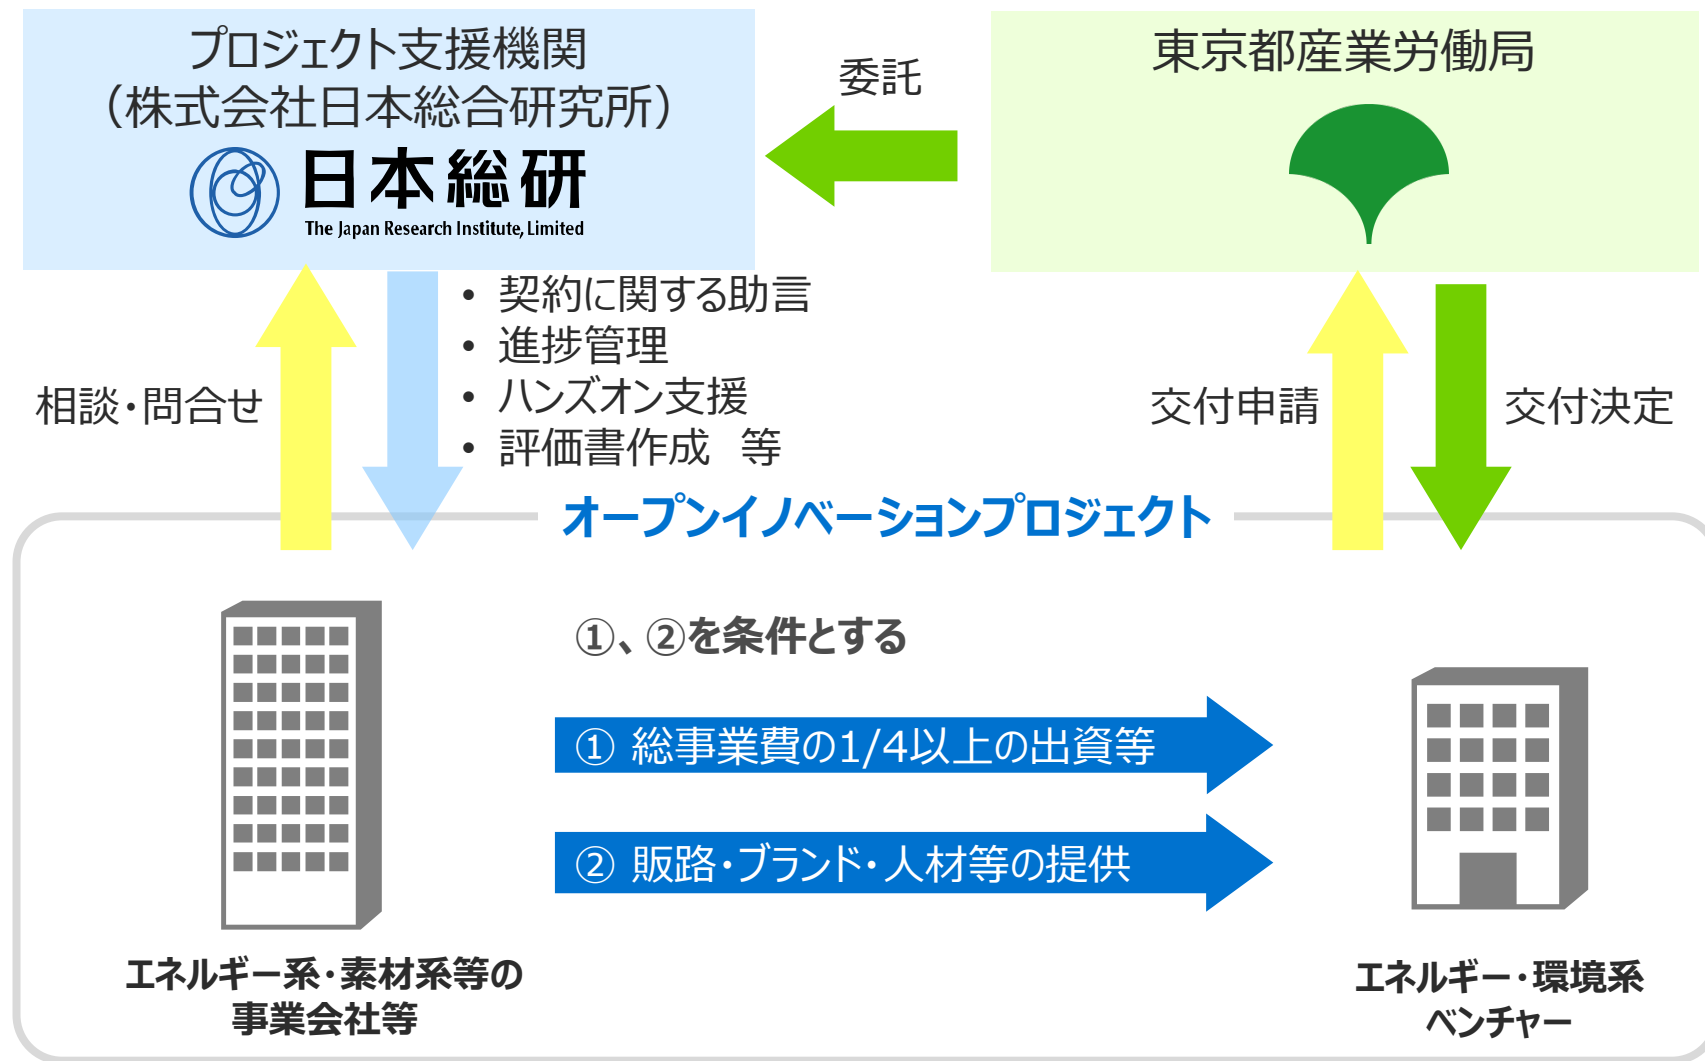 プロジェクト支援機関
（株式会社日本総合研究所）
日本総研
The Japan Research Institute, Limited
委託
東京都産業労働局
相談・問合せ
• 契約に関する助言
• 進捗管理
• ハンズオン支援
• 評価書作成　等
交付申請
交付決定
オープンイノベーションプロジェクト
①、②を条件とする
① 総事業費の1/4以上の出資等
② 販路・ブランド・人材等の提供
エネルギー系・素材系等の
事業会社等
エネルギー・環境系
ベンチャー